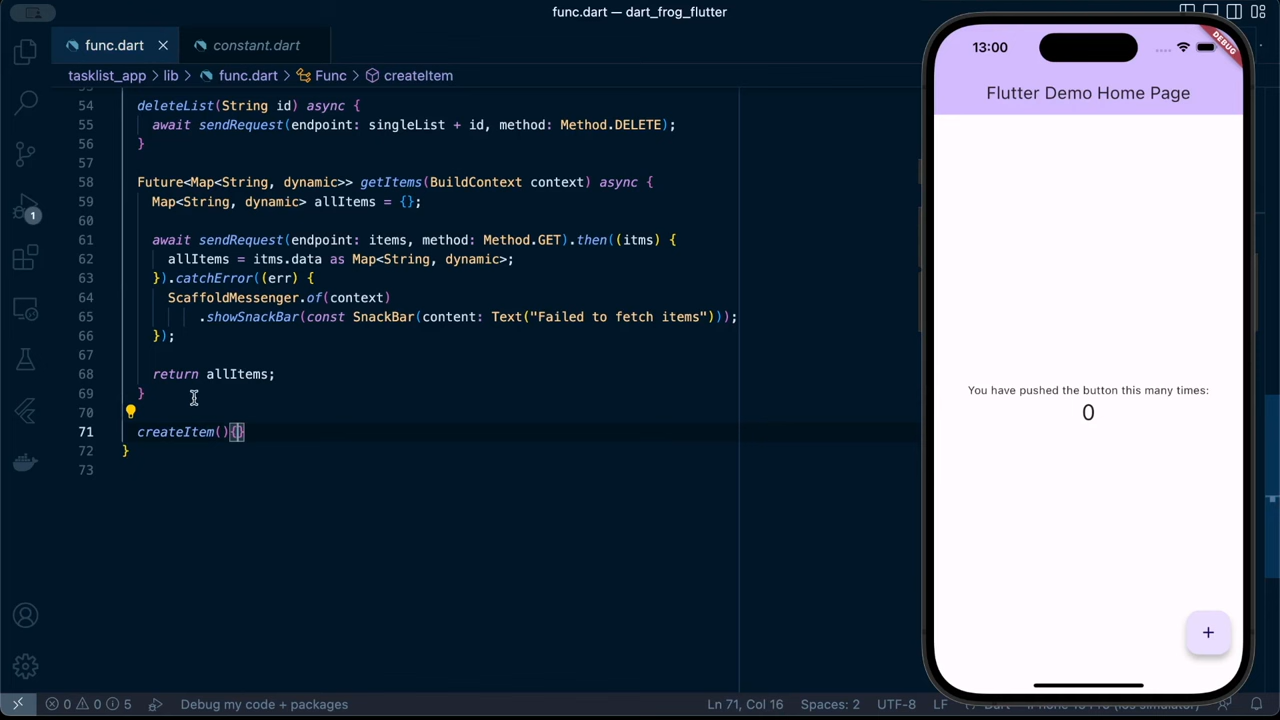 func.dart — dart_frog_flutter
func.dart
constant.dart
tasklist_app > lib > func.dart > Func > createItem
54 deleteList(String id) async {
55 await sendRequest(endpoint: singleList + id, method: Method.DELETE);
56 }
57
58 Future<Map<String, dynamic>> getItems(BuildContext context) async {
59 Map<String, dynamic> allItems = {};
60
61 await sendRequest(endpoint: items, method: Method.GET).then((itms) {
62 allItems = itms.data as Map<String, dynamic>;
63 }).catchError((err) {
64 ScaffoldMessenger.of(context)
65 .showSnackBar(const SnackBar(content: Text("Failed to fetch items")));
66 });
67
68 return allItems;
69 }
70
71 createItem(){}
72 }
73
1
0 0 5 Debug my code + packages
Ln 71, Col 16 Spaces: 2 UTF-8 LF Dart
13:00
DEBUG
Flutter Demo Home Page
You have pushed the button this many times:
0
+